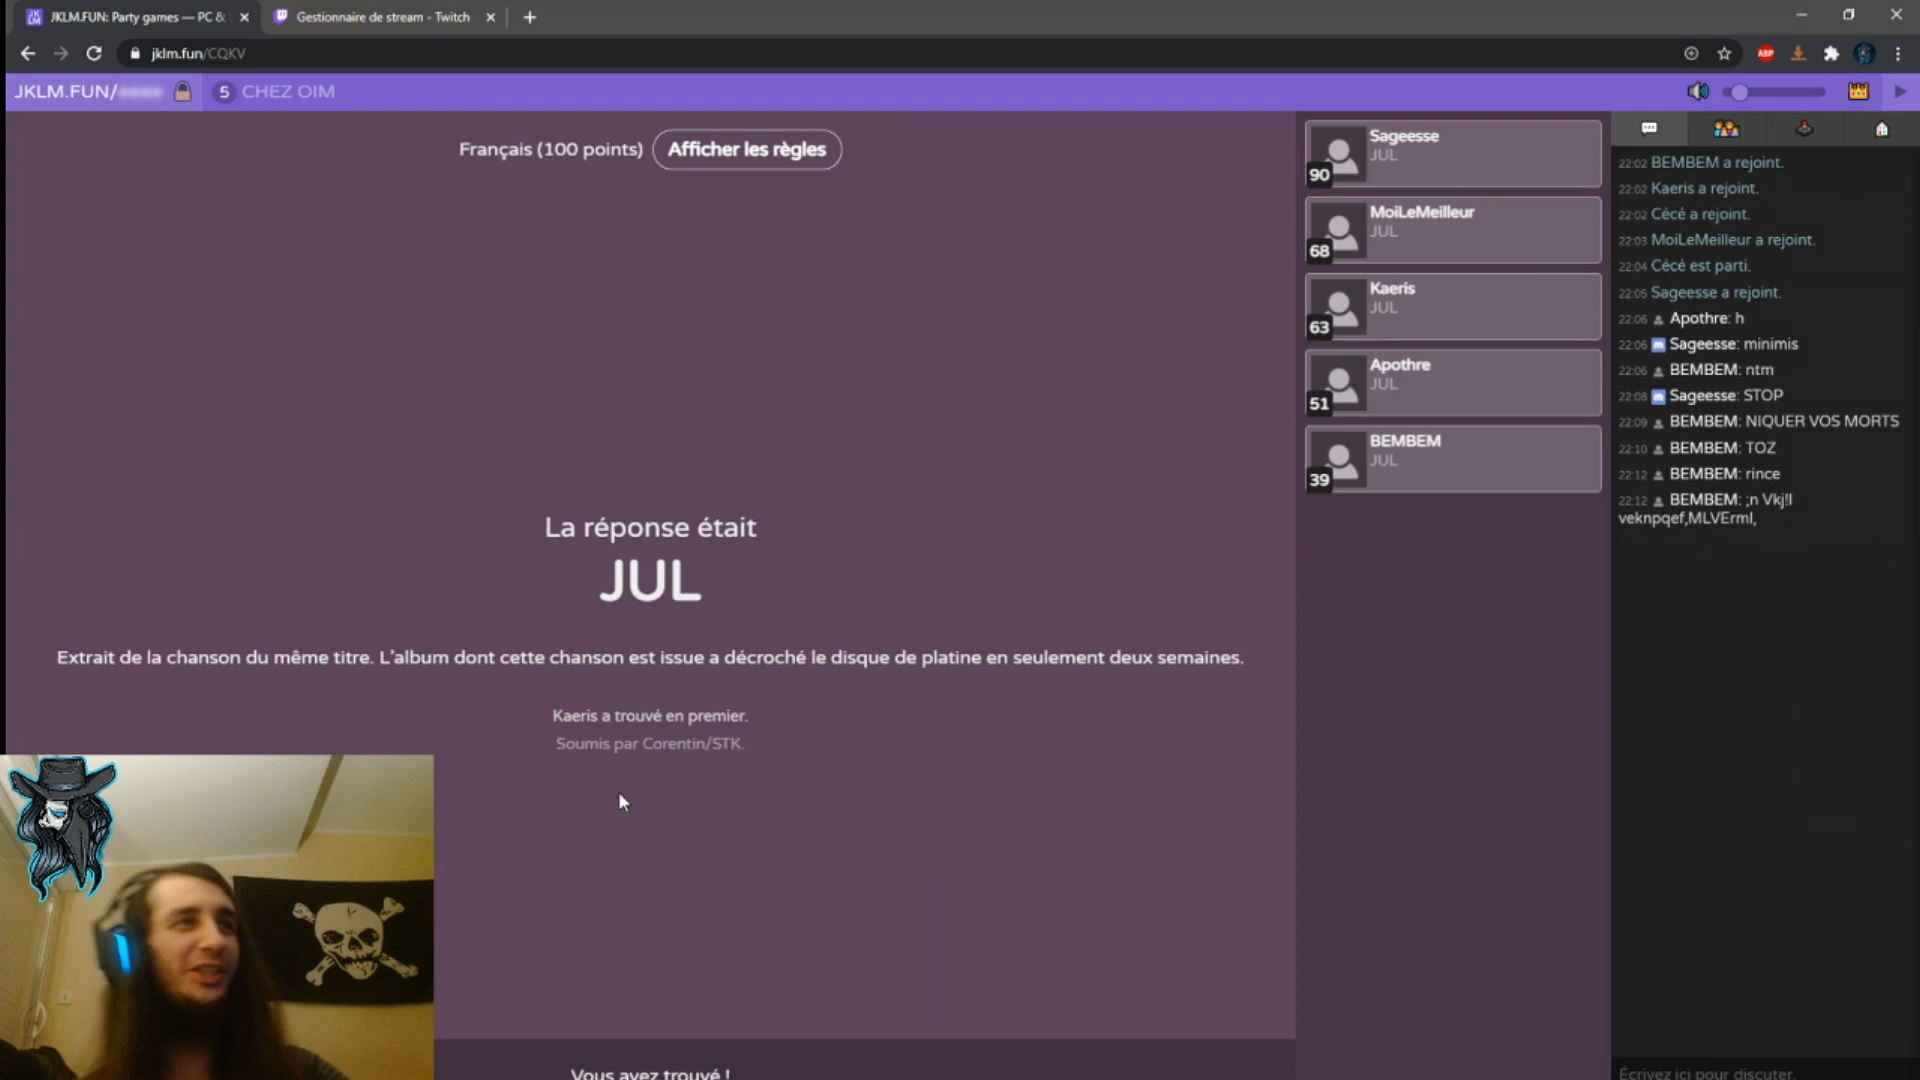 JKLM.FUN: Party games — PC &
Gestionnaire de stream - Twitch
jklm.fun/CQKV
ABP
JKLM.FUN/
5 CHEZ OIM
Français (100 points) Afficher les règles
La réponse était
JUL
Extrait de la chanson du même titre. L'album dont cette chanson est issue a décroché le disque de platine en seulement deux semaines.
Kaeris a trouvé en premier.
Soumis par Corentin/STK.
Vous avez trouvé !
Sageesse
JUL
90
MoiLeMeilleur
JUL
68
Kaeris
JUL
63
Apothre
JUL
51
BEMBEM
JUL
39
22:02 BEMBEM a rejoint.
22:02 Kaeris a rejoint.
22:02 Cécé a rejoint.
22:03 MoiLeMeilleur a rejoint.
22:04 Cécé est parti.
22:05 Sageesse a rejoint.
22:06 Apothre: h
22:06 Sageesse: minimis
22:06 BEMBEM: ntm
22:08 Sageesse: STOP
22:09 BEMBEM: NIQUER VOS MORTS
22:10 BEMBEM: TOZ
22:12 BEMBEM: rince
22:12 BEMBEM: ;n Vkj!l
veknpqef,MLVErml,
Écrivez ici pour discuter.